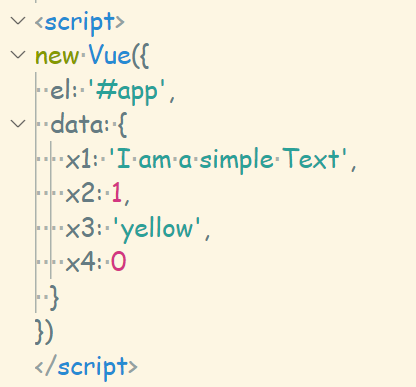 <script>
new Vue({
  el: '#app',
  data: {
    x1: 'I am a simple Text',
    x2: 1,
    x3: 'yellow',
    x4: 0
  }
})
</script>